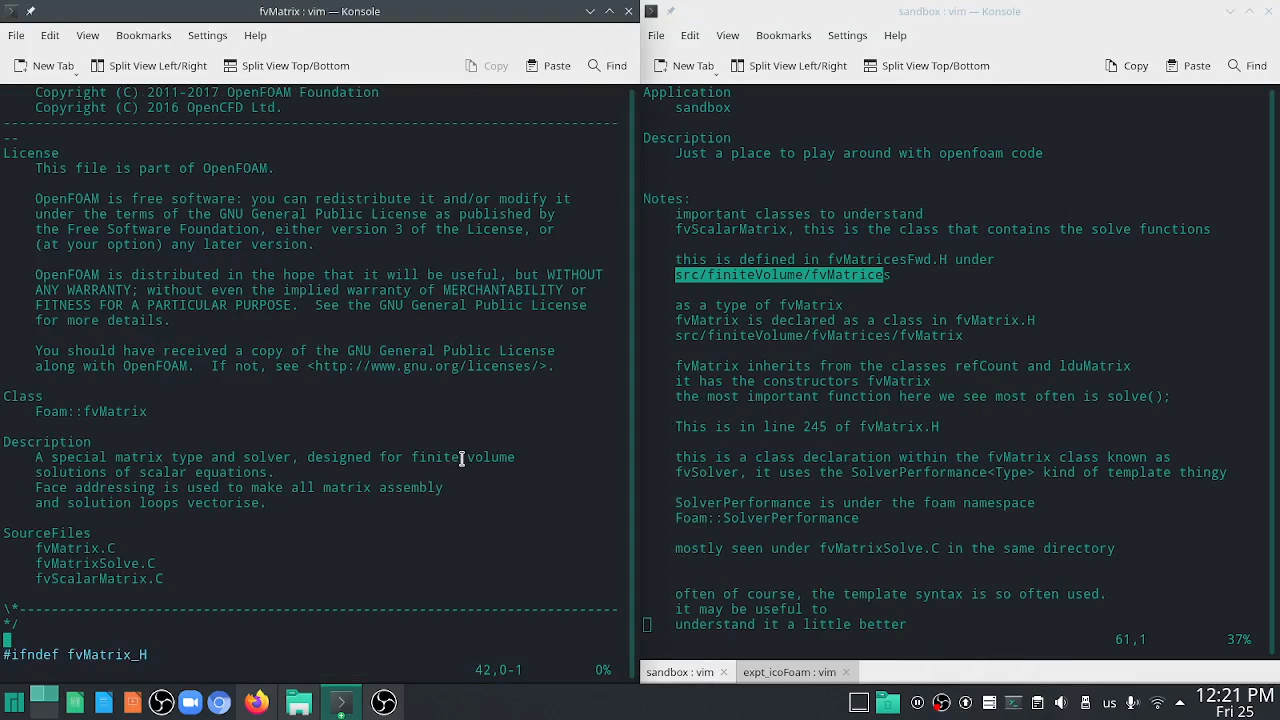 fvMatrix : vim — Konsole
File Edit View Bookmarks Settings Help
New Tab Split View Left/Right Split View Top/Bottom Copy Paste Find
Copyright (C) 2011-2017 OpenFOAM Foundation
Copyright (C) 2016 OpenCFD Ltd.
-----------------------------------------------------------------------------
--
License
This file is part of OpenFOAM.
OpenFOAM is free software: you can redistribute it and/or modify it
under the terms of the GNU General Public License as published by
the Free Software Foundation, either version 3 of the License, or
(at your option) any later version.
OpenFOAM is distributed in the hope that it will be useful, but WITHOUT
ANY WARRANTY; without even the implied warranty of MERCHANTABILITY or
FITNESS FOR A PARTICULAR PURPOSE.  See the GNU General Public License
for more details.
You should have received a copy of the GNU General Public License
along with OpenFOAM.  If not, see <http://www.gnu.org/licenses/>.
Class
Foam::fvMatrix
Description
A special matrix type and solver, designed for finite volume
solutions of scalar equations.
Face addressing is used to make all matrix assembly
and solution loops vectorise.
SourceFiles
fvMatrix.C
fvMatrixSolve.C
fvScalarMatrix.C
\*---------------------------------------------------------------------------
*/
#ifndef fvMatrix_H
42,0-1 0%
sandbox : vim — Konsole
File Edit View Bookmarks Settings Help
New Tab Split View Left/Right Split View Top/Bottom Copy Paste Find
Application
sandbox
Description
Just a place to play around with openfoam code
Notes:
important classes to understand
fvScalarMatrix, this is the class that contains the solve functions
this is defined in fvMatricesFwd.H under
src/finiteVolume/fvMatrices
as a type of fvMatrix
fvMatrix is declared as a class in fvMatrix.H
src/finiteVolume/fvMatrices/fvMatrix
fvMatrix inherits from the classes refCount and lduMatrix
it has the constructors fvMatrix
the most important function here we see most often is solve();
This is in line 245 of fvMatrix.H
this is a class declaration within the fvMatrix class known as
fvSolver, it uses the SolverPerformance<Type> kind of template thingy
SolverPerformance is under the foam namespace
Foam::SolverPerformance
mostly seen under fvMatrixSolve.C in the same directory
often of course, the template syntax is so often used.
it may be useful to
understand it a little better
61,1 37%
sandbox : vim expt_icoFoam : vim
us 12:21 PM
Fri 25